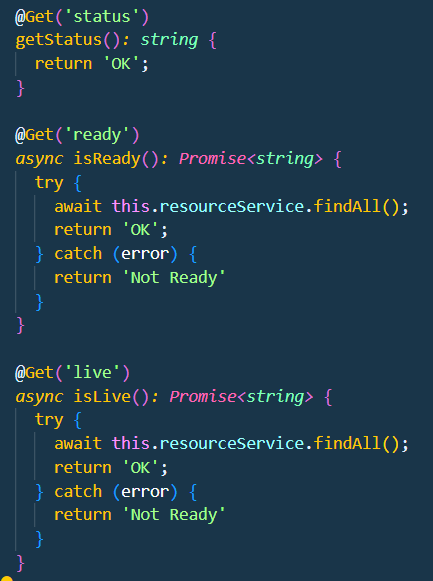 @Get('status')
getStatus(): string {
  return 'OK';
}

@Get('ready')
async isReady(): Promise<string> {
  try {
    await this.resourceService.findAll();
    return 'OK';
  } catch (error) {
    return 'Not Ready'
  }
}

@Get('live')
async isLive(): Promise<string> {
  try {
    await this.resourceService.findAll();
    return 'OK';
  } catch (error) {
    return 'Not Ready'
  }
}